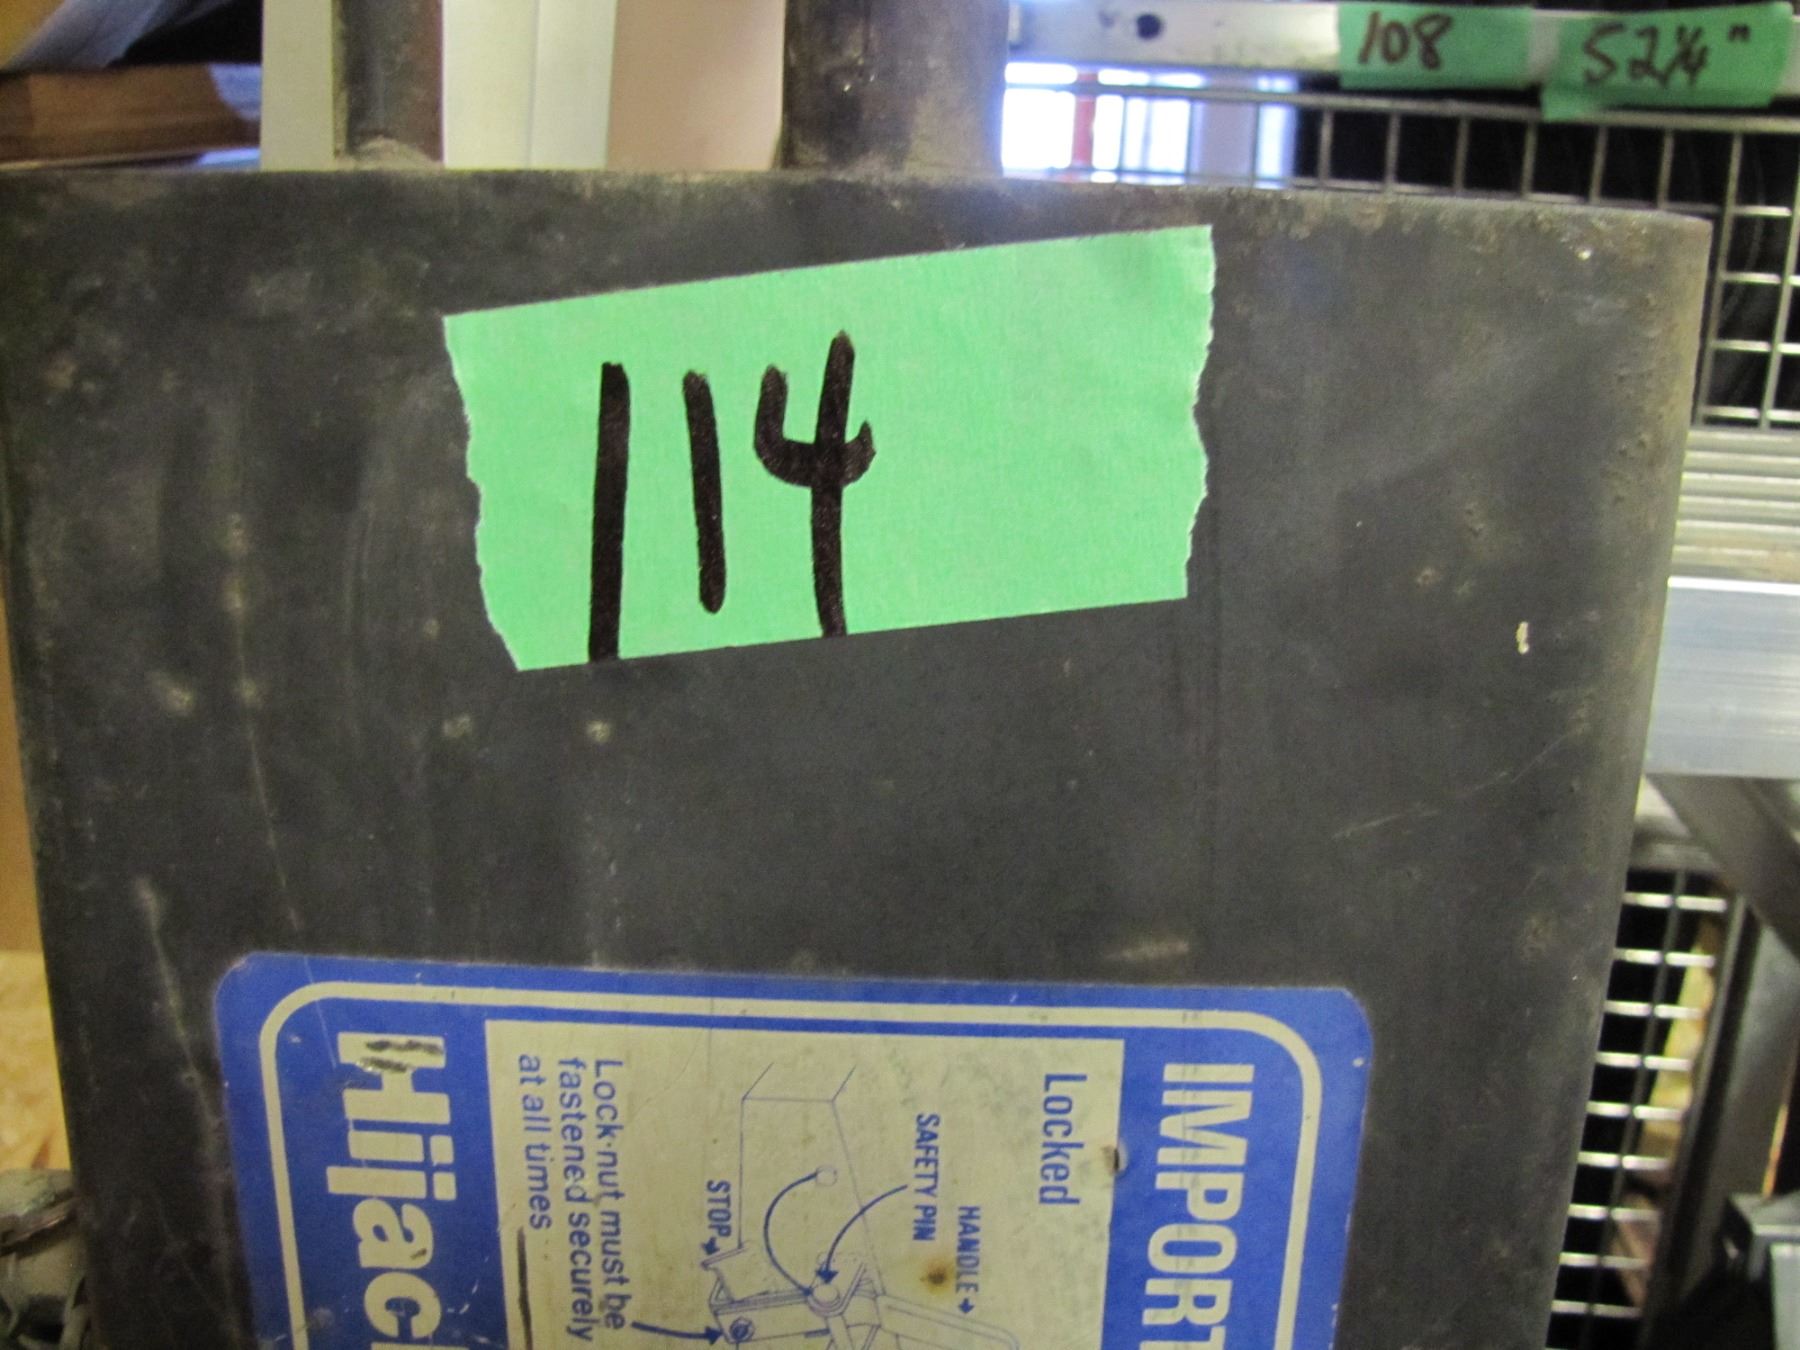 108
52¼"
114
IMPORT
Locked
HANDLE→
SAFETY PIN
STOP→
Lock-nut must be
fastened securely
at all times
Hijac